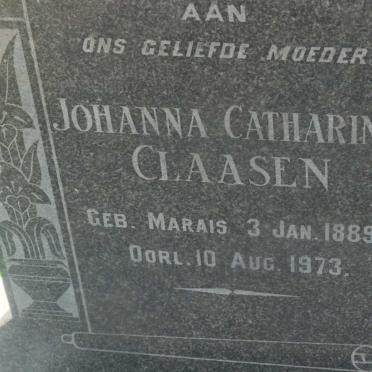 AAN
ONS GELIEFDE MOEDER
JOHANNA CATHARIN
CLAASEN
GEB. MARAIS 3 JAN. 1889
OORL. 10 AUG. 1973.